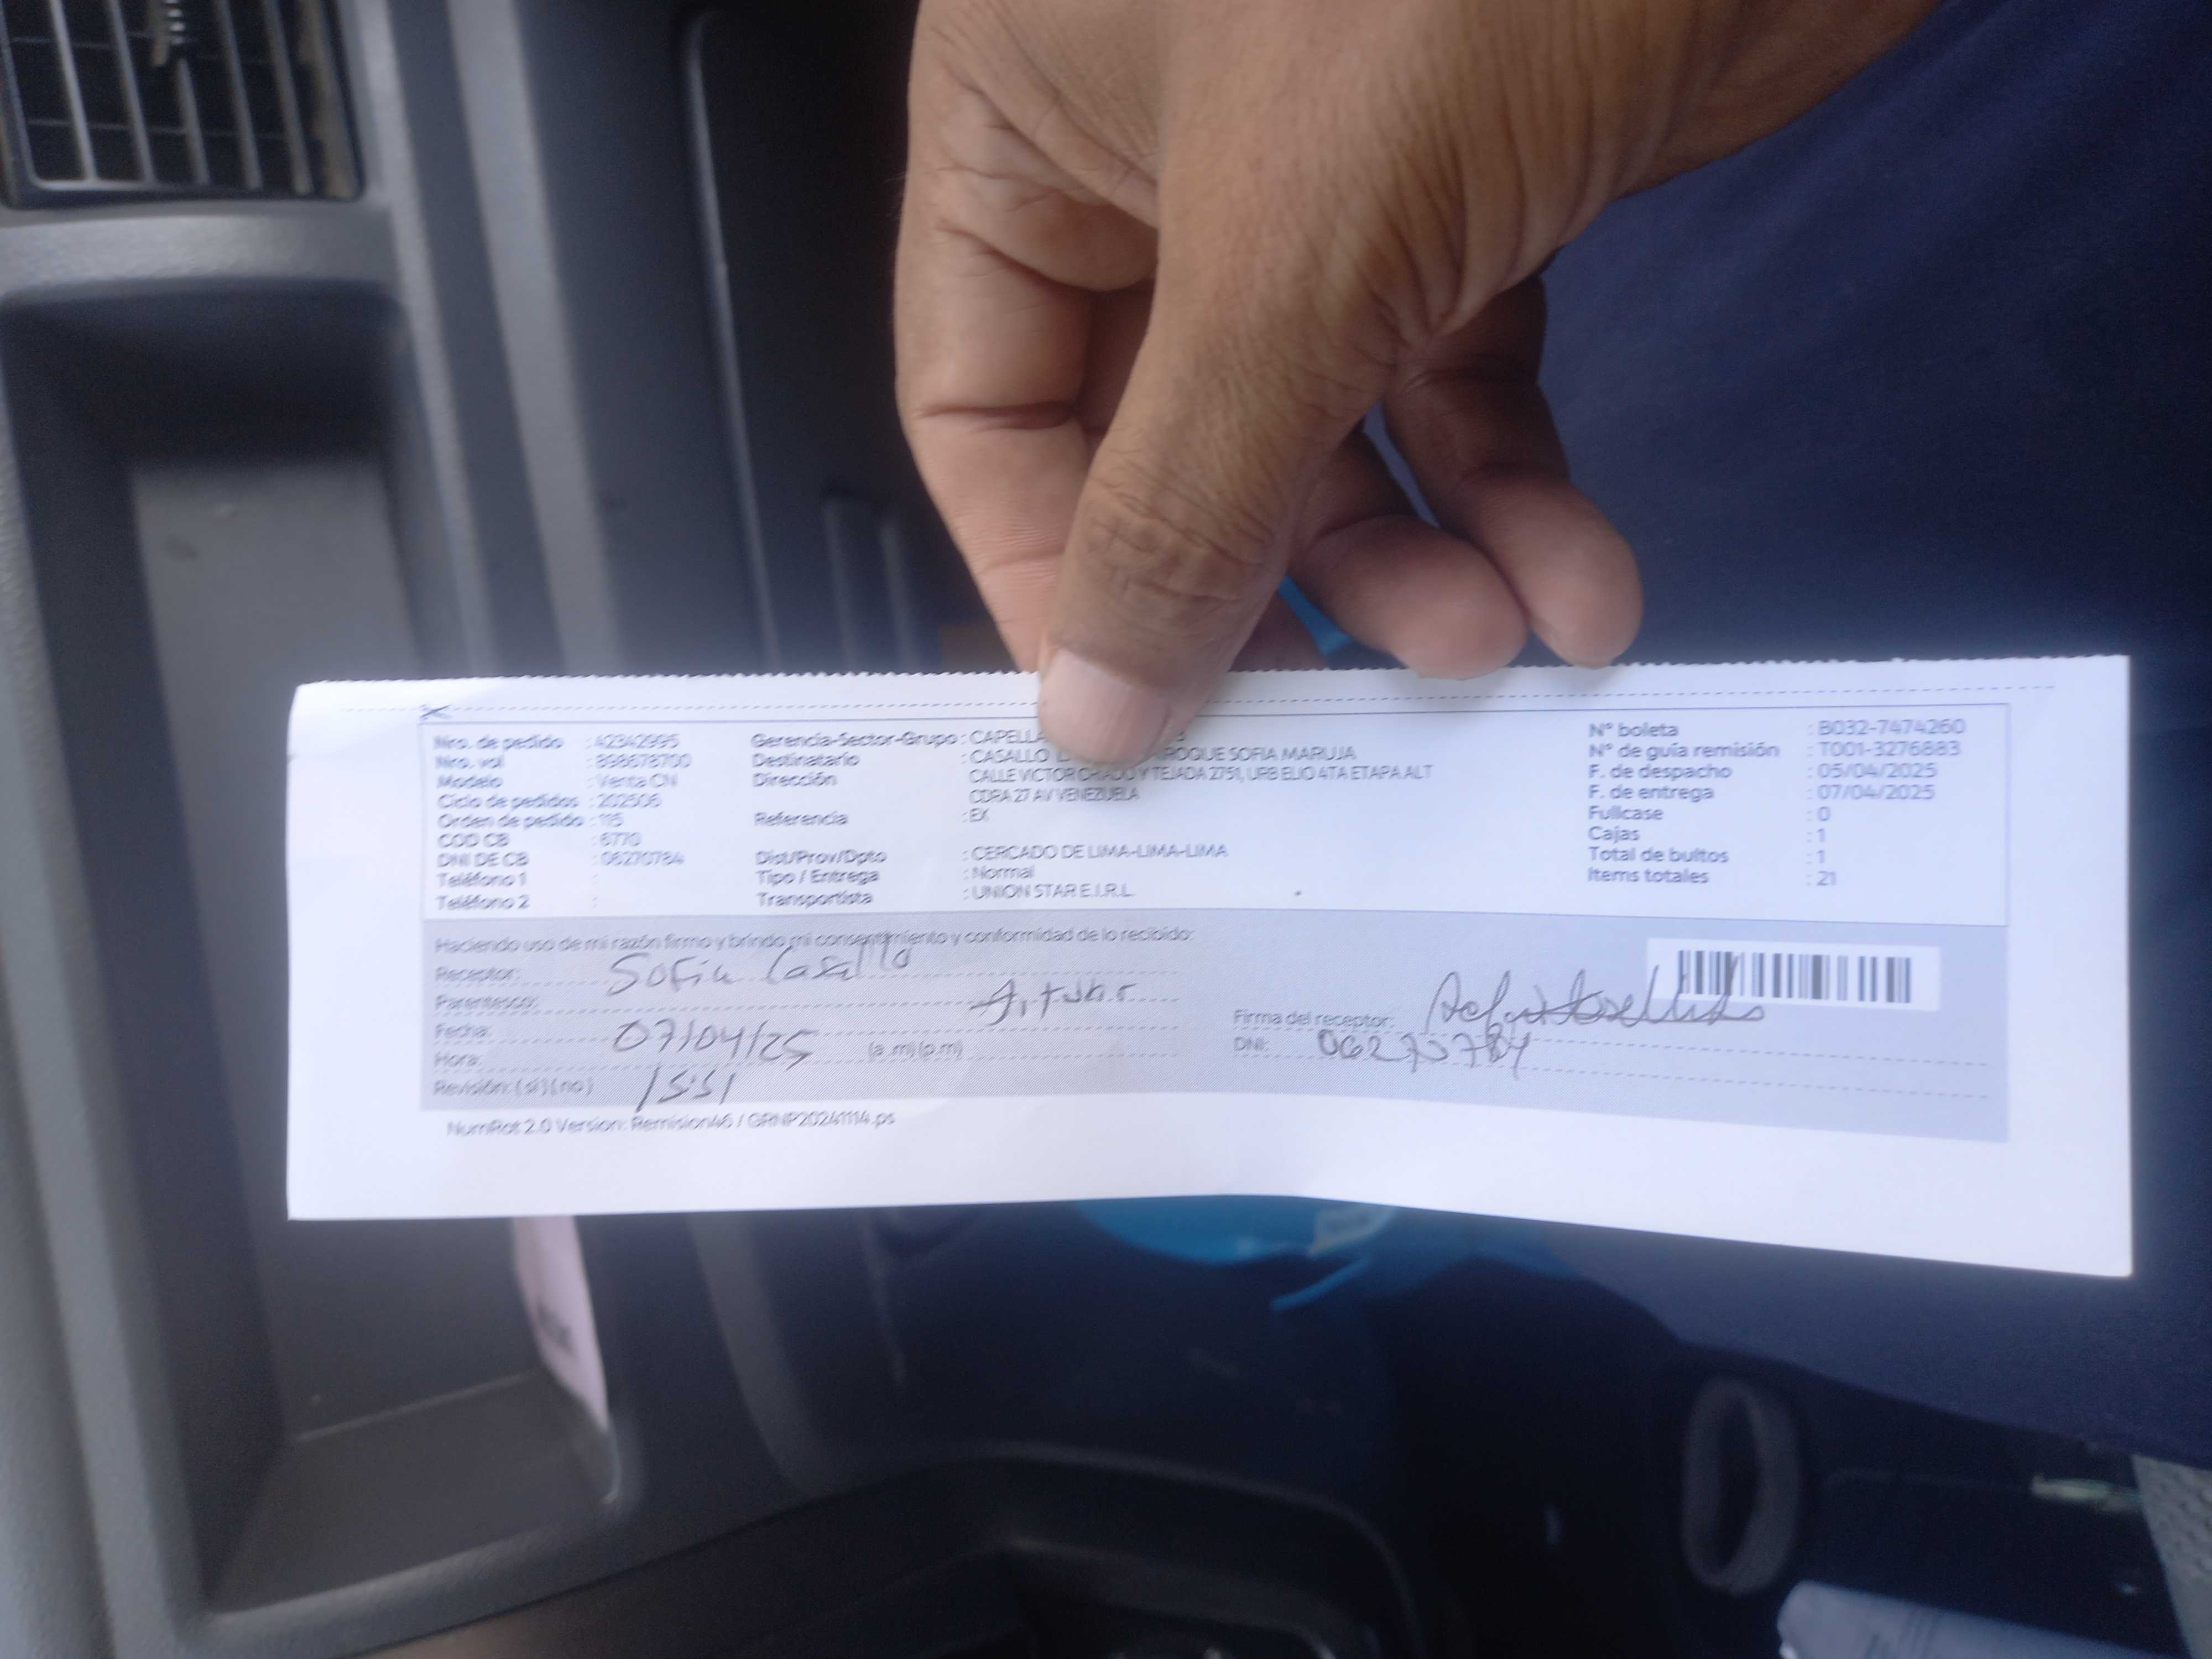 Nro. de pedido : 42342995
Nro. vol : 898678700
Modelo : Venta CN
Ciclo de pedidos : 202506
Orden de pedido : 115
COD CB : 6770
DNI DE CB : 06270784
Teléfono 1 :
Teléfono 2 :
Gerencia-Sector-Grupo : CAPELLA
Destinatario : CASALLO ROQUE SOFIA MARUJA
Dirección CALLE VICTOR CRIADO Y TEJADA 2751, URB ELIO 4TA ETAPA ALT
CDRA 27 AV VENEZUELA
Referencia : EX
Dist/Prov/Dpto : CERCADO DE LIMA-LIMA-LIMA
Tipo / Entrega : Normal
Transportista : UNION STAR E.I.R.L.
N° boleta : B032-7474260
N° de guía remisión : T001-3276883
F. de despacho : 05/04/2025
F. de entrega : 07/04/2025
Fullcase : 0
Cajas : 1
Total de bultos : 1
Items totales : 21
Haciendo uso de mi razón firmo y brindo mi consentimiento y conformidad de lo recibido:
Receptor: Sofia Casallo
Parentesco: Titular
Fecha: 07/04/25
Hora: 15:51 (a.m)(p.m)
Revisión: (si) (no)
Firma del receptor:
DNI: 06270784
NumRot 2.0 Version: Remision46 / GRNP20241114.ps